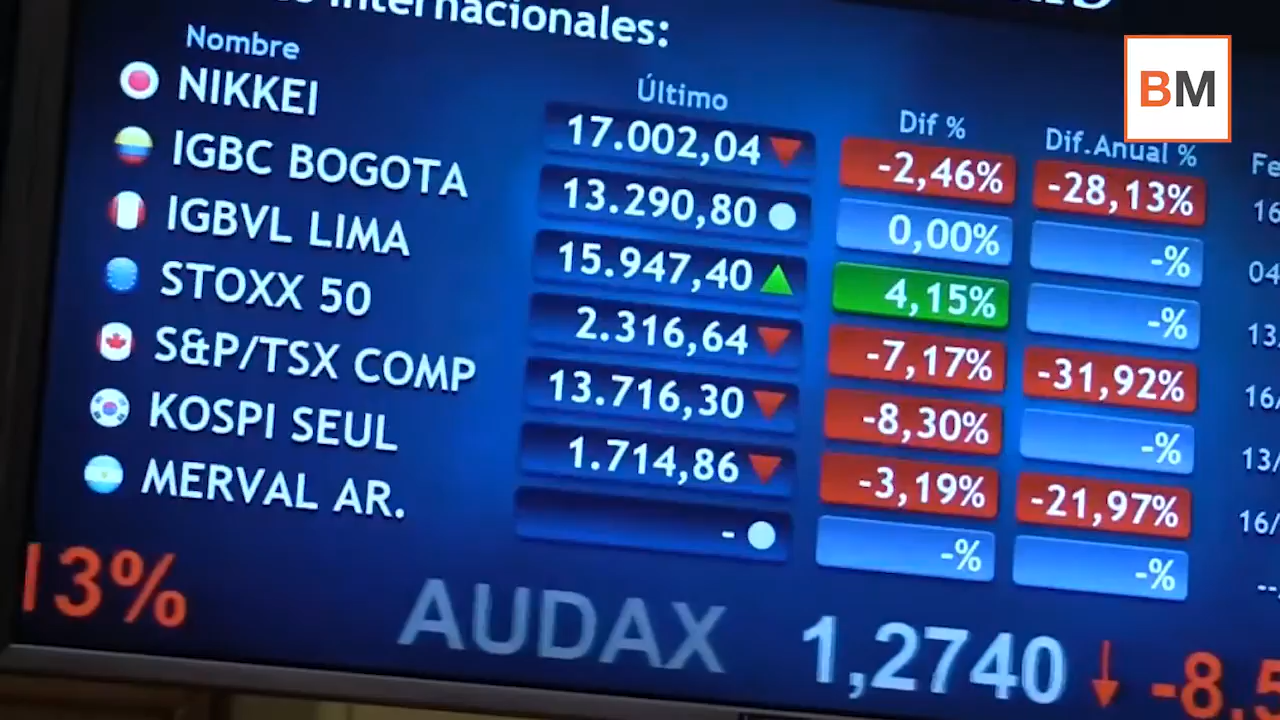 Internacionales:
BM
Nombre Último Dif % Dif.Anual %
NIKKEI 17.002,04 -2,46% -28,13%
IGBC BOGOTA 13.290,80 0,00% -%
IGBVL LIMA 15.947,40 4,15% -%
STOXX 50 2.316,64 -7,17% -31,92%
S&P/TSX COMP 13.716,30 -8,30% -%
KOSPI SEUL 1.714,86 -3,19% -21,97%
MERVAL AR. - -% -%
13% AUDAX 1,2740 -8,5